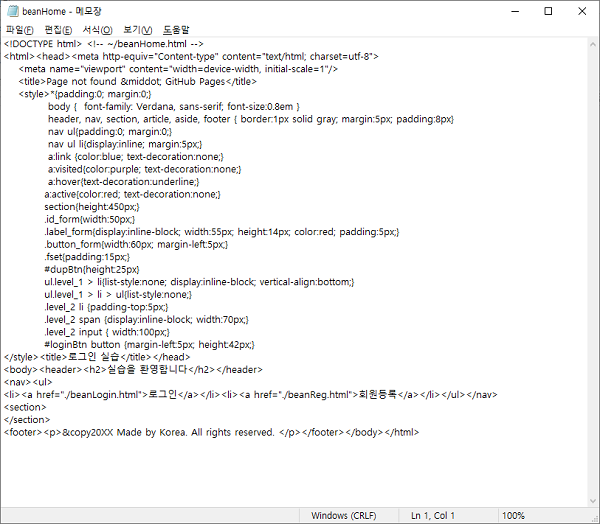 beanHome - 메모장
파일(F) 편집(E) 서식(O) 보기(V) 도움말
<!DOCTYPE html> <!-- ~/beanHome.html -->
<html><head><meta http-equiv="Content-type" content="text/html; charset=utf-8">
<meta name="viewport" content="width=device-width, initial-scale=1"/>
<title>Page not found &middot; GitHub Pages</title>
<style>*{padding:0; margin:0;}
body { font-family: Verdana, sans-serif; font-size:0.8em }
header, nav, section, article, aside, footer { border:1px solid gray; margin:5px; padding:8px}
nav ul{padding:0; margin:0;}
nav ul li{display:inline; margin:5px;}
a:link {color:blue; text-decoration:none;}
a:visited{color:purple; text-decoration:none;}
a:hover{text-decoration:underline;}
a:active{color:red; text-decoration:none;}
section{height:450px;}
.id_form{width:50px;}
.label_form{display:inline-block; width:55px; height:14px; color:red; padding:5px;}
.button_form{width:60px; margin-left:5px;}
.fset{padding:15px;}
#dupBtn{height:25px}
ul.level_1 > li{list-style:none; display:inline-block; vertical-align:bottom;}
ul.level_1 > li > ul{list-style:none;}
.level_2 li {padding-top:5px;}
.level_2 span {display:inline-block; width:70px;}
.level_2 input { width:100px;}
#loginBtn button {margin-left:5px; height:42px;}
</style><title>로그인 실습</title></head>
<body><header><h2>실습을 환영합니다</h2></header>
<nav><ul>
<li><a href="./beanLogin.html">로그인</a></li><li><a href="./beanReg.html">회원등록</a></li></ul></nav>
<section>
</section>
<footer><p>&copy20XX Made by Korea. All rights reserved. </p></footer></body></html>
Windows (CRLF) Ln 1, Col 1 100%